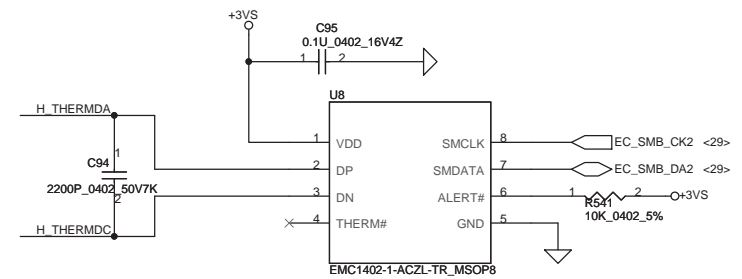 +3VS
C95
0.1U_0402_16V4Z
1 2
U8
H_THERMDA
1 VDD SMCLK 8 EC_SMB_CK2 <29>
1
C94
2 DP SMDATA 7 EC_SMB_DA2 <29>
2200P_0402_50V7K
2
3 DN ALERT# 6 1 2 +3VS
R541
10K_0402_5%
4 THERM# GND 5
H_THERMDC
EMC1402-1-ACZL-TR_MSOP8